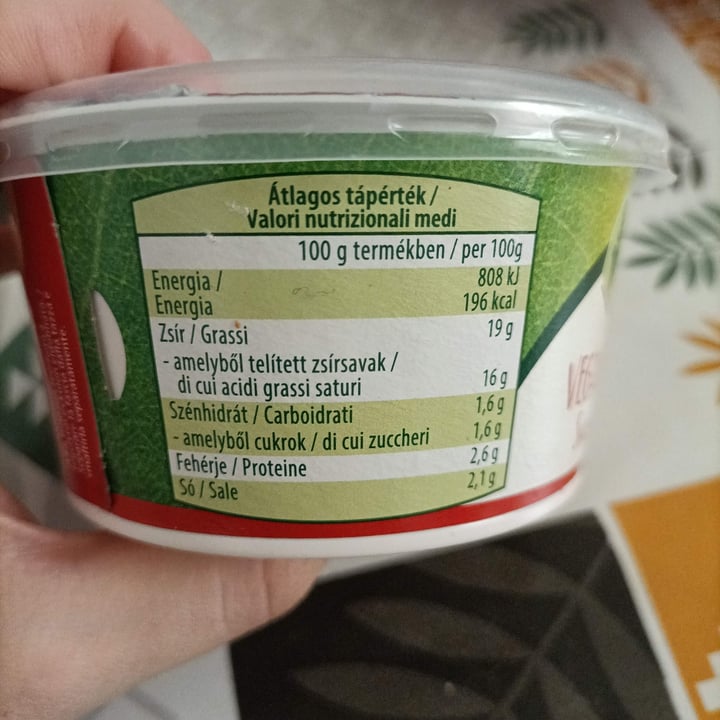 Átlagos tápérték /
Valori nutrizionali medi
100 g termékben / per 100g
Energia / 808 kJ
Energia 196 kcal
Zsír / Grassi 19 g
- amelyből telített zsírsavak /
di cui acidi grassi saturi 16 g
Szénhidrát / Carboidrati 1,6 g
- amelyből cukrok / di cui zuccheri 1,6 g
Fehérje / Proteine 2,6 g
Só / Sale 2,1 g